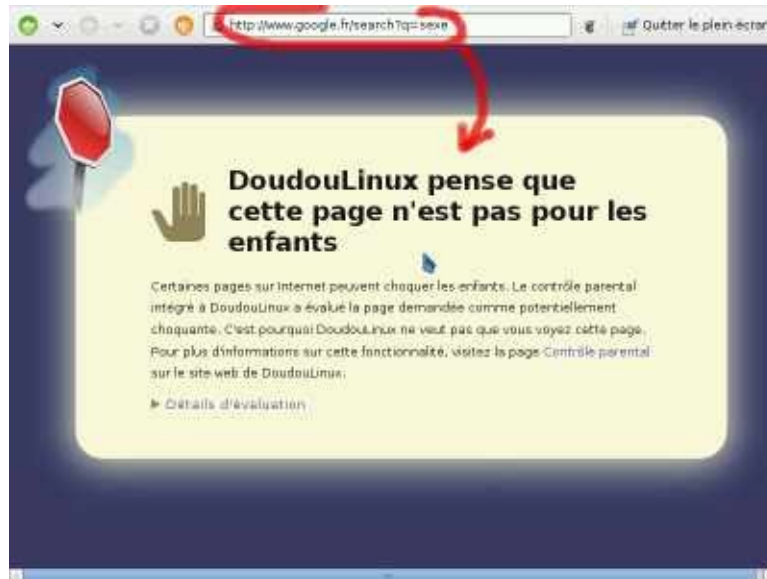 http://www.google.fr/search?q=sexe
Quitter le plein écran
DoudouLinux pense que
cette page n'est pas pour les
enfants
Certaines pages sur Internet peuvent choquer les enfants. Le contrôle parental
intégré à DoudouLinux a évalué la page demandée comme potentiellement
choquante. C'est pourquoi DoudouLinux ne veut pas que vous voyez cette page.
Pour plus d'informations sur cette fonctionnalité, visitez la page Contrôle parental
sur le site web de DoudouLinux.
Détails d'évaluation